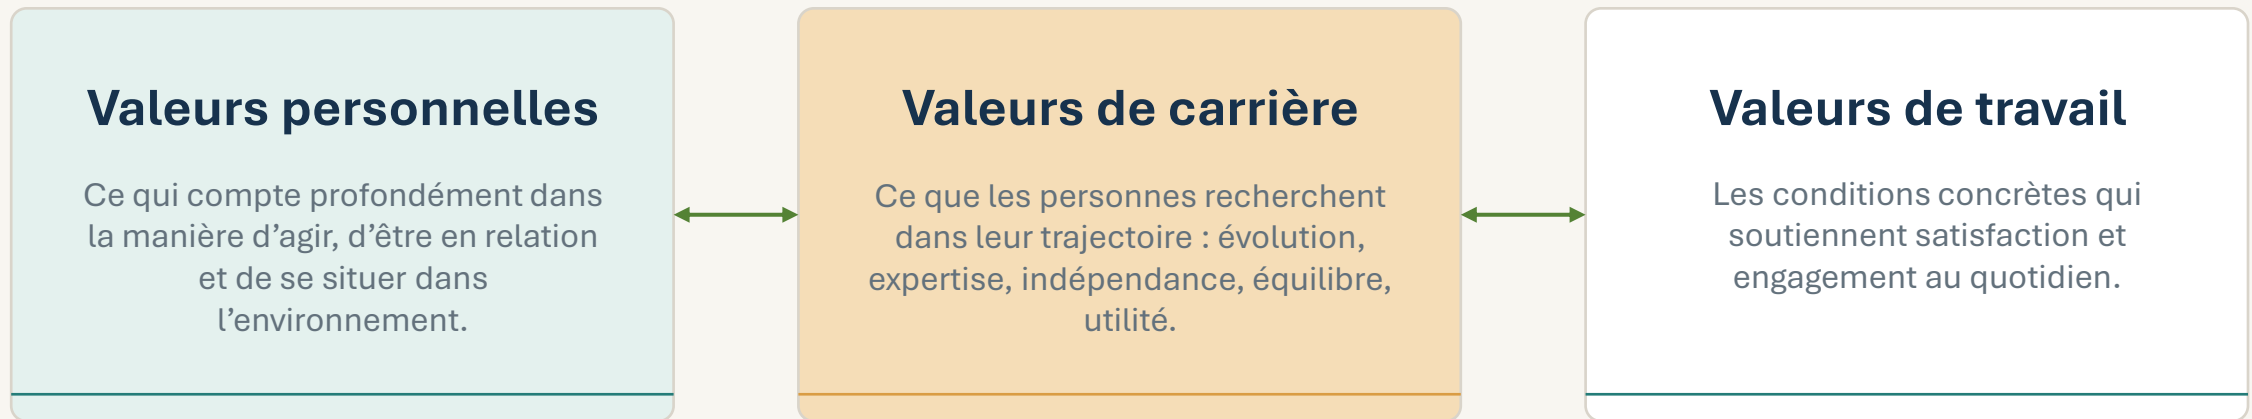 Valeurs personnelles
Ce qui compte profondément dans
la manière d’agir, d’être en relation
et de se situer dans
l’environnement.
Valeurs de carrière
Ce que les personnes recherchent
dans leur trajectoire : évolution,
expertise, indépendance, équilibre,
utilité.
Valeurs de travail
Les conditions concrètes qui
soutiennent satisfaction et
engagement au quotidien.